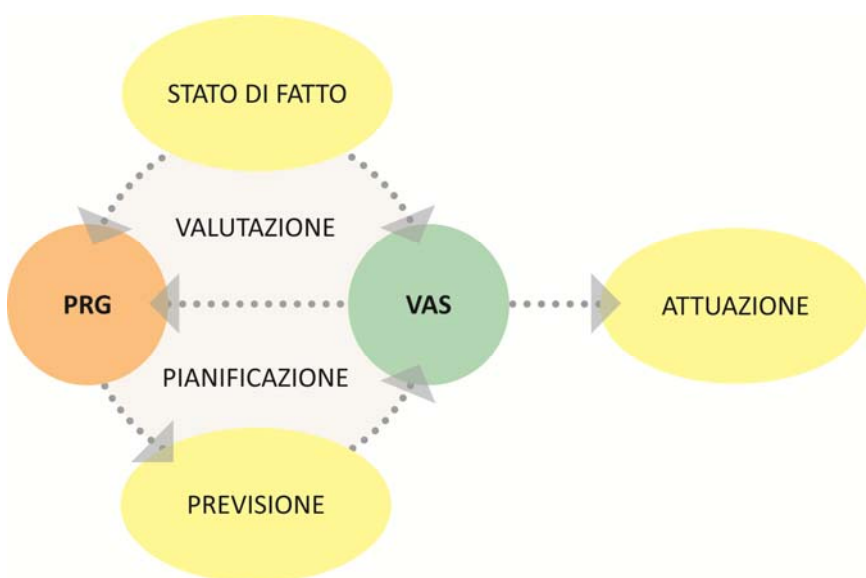 STATO DI FATTO
VALUTAZIONE
PRG
VAS
ATTUAZIONE
PIANIFICAZIONE
PREVISIONE